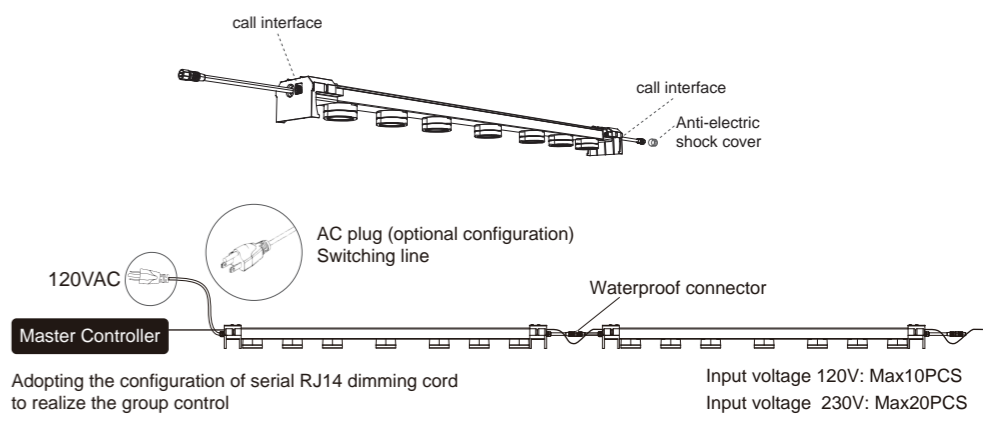 call interface
call interface
Anti-electric
shock cover
AC plug (optional configuration)
Switching line
120VAC
Waterproof connector
Master Controller
Adopting the configuration of serial RJ14 dimming cord
to realize the group control
Input voltage 120V: Max10PCS
Input voltage 230V: Max20PCS